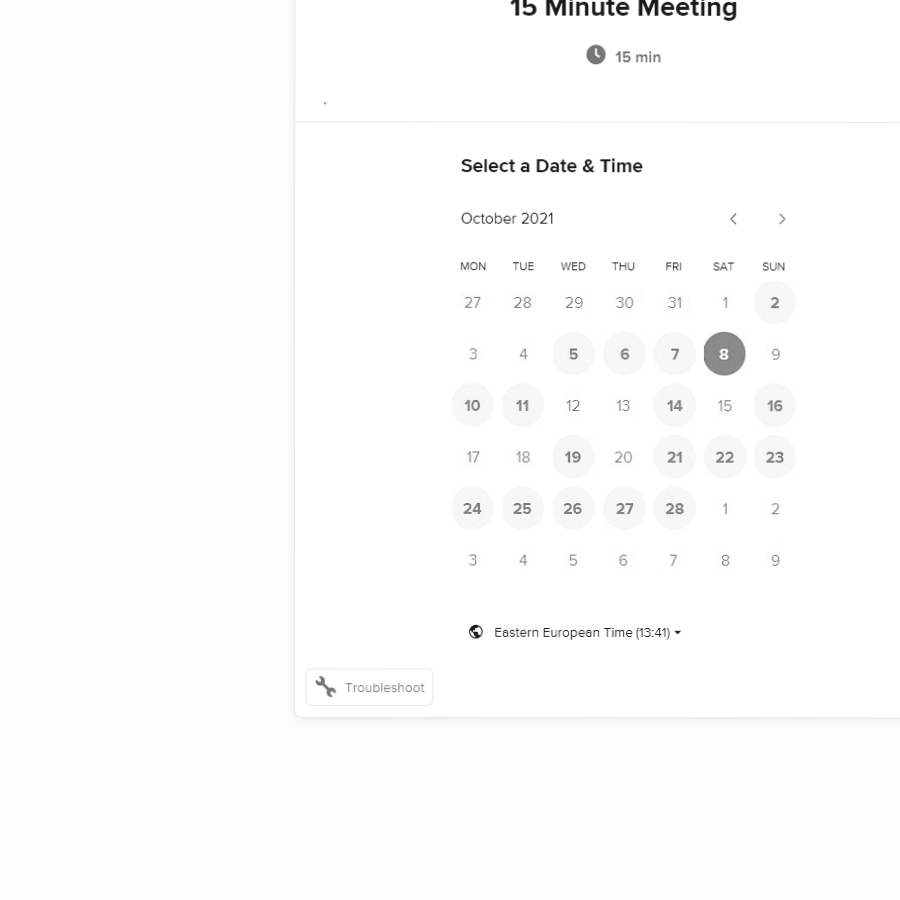 15 Minute Meeting
15 min
.
Select a Date & Time
October 2021
MON TUE WED THU FRI SAT SUN
27 28 29 30 31 1 2
3 4 5 6 7 8 9
10 11 12 13 14 15 16
17 18 19 20 21 22 23
24 25 26 27 28 1 2
3 4 5 6 7 8 9
Eastern European Time (13:41)
Troubleshoot